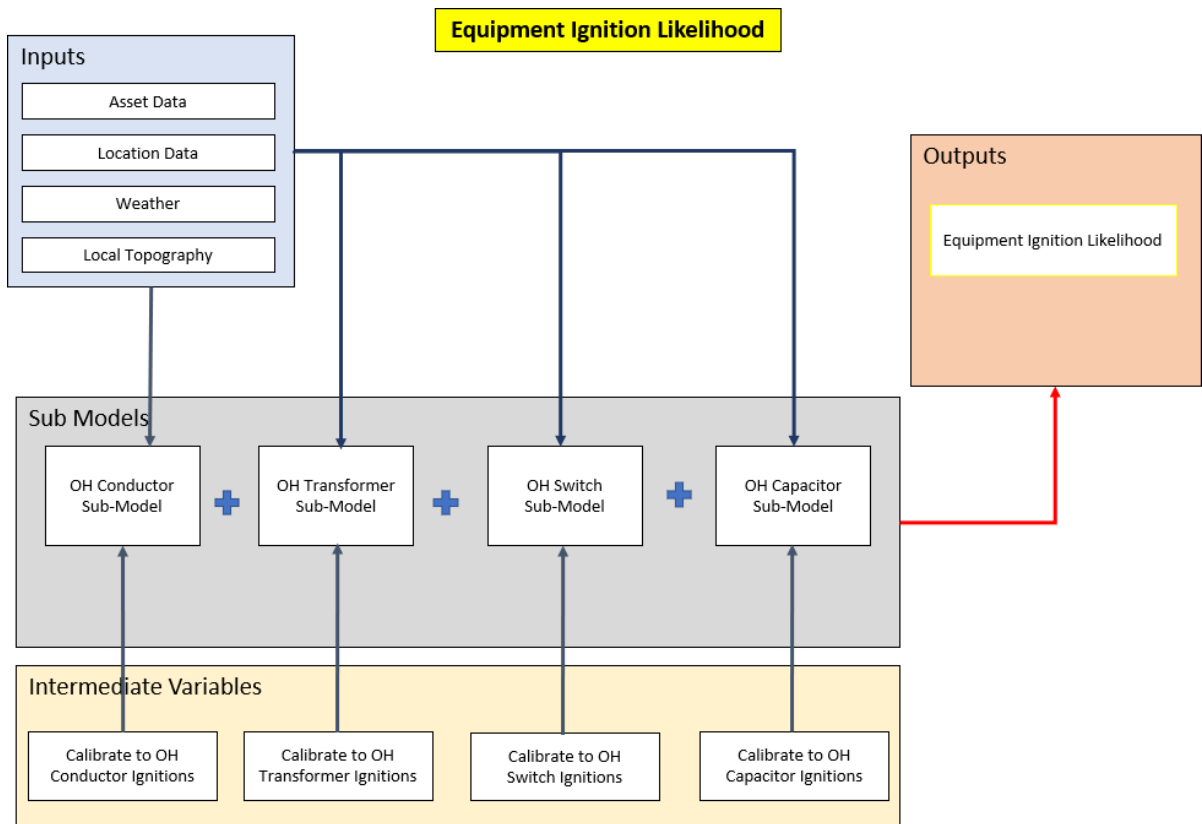 Equipment Ignition Likelihood
Inputs
Asset Data
Location Data
Weather
Local Topography
Outputs
Equipment Ignition Likelihood
Sub Models
OH Conductor
Sub-Model
OH Transformer
Sub-Model
OH Switch
Sub-Model
OH Capacitor
Sub-Model
Intermediate Variables
Calibrate to OH
Conductor Ignitions
Calibrate to OH
Transformer Ignitions
Calibrate to OH
Switch Ignitions
Calibrate to OH
Capacitor Ignitions